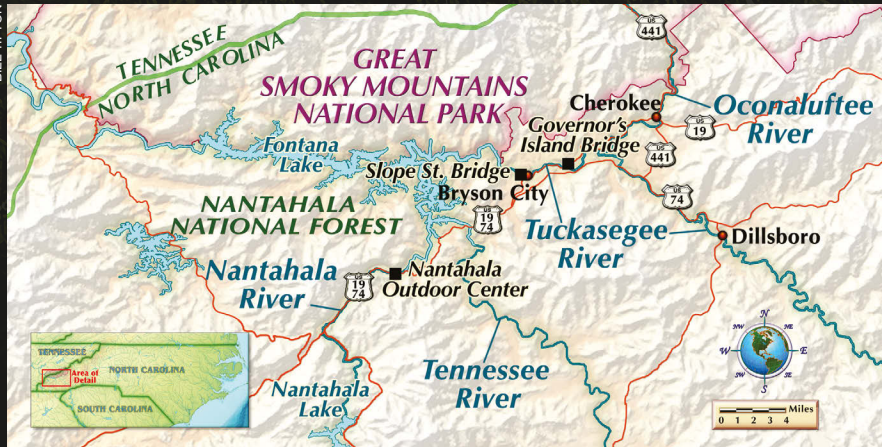 TENNESSEE
NORTH CAROLINA
GREAT
SMOKY MOUNTAINS
NATIONAL PARK
US
441
Cherokee
Oconaluftee
River
US
19
Governor's
Island Bridge
US
441
Fontana
Lake
Slope St. Bridge
Bryson City
US
74
NANTAHALA
NATIONAL FOREST
US
19
74
Tuckasegee
River
Dillsboro
Nantahala
River
US
19
74
Nantahala
Outdoor Center
Tennessee
River
Nantahala
Lake
TENNESSEE
NORTH CAROLINA
Area of
Detail
SOUTH CAROLINA
N
NW
NE
W
E
SW
SE
S
Miles
0 1 2 3 4